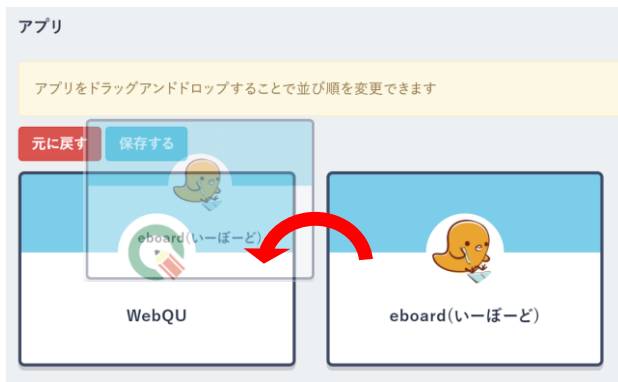 アプリ
アプリをドラッグアンドドロップすることで並び順を変更できます
元に戻す
保存する
eboard(いーぼーど)
WebQU
eboard(いーぼーど)